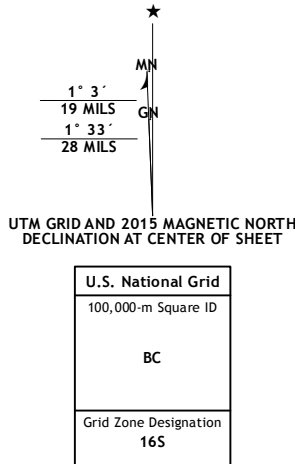 MN
1° 3´
19 MILS
GN
1° 33´
28 MILS
UTM GRID AND 2015 MAGNETIC NORTH
DECLINATION AT CENTER OF SHEET
U.S. National Grid
100,000-m Square ID
BC
Grid Zone Designation
16S